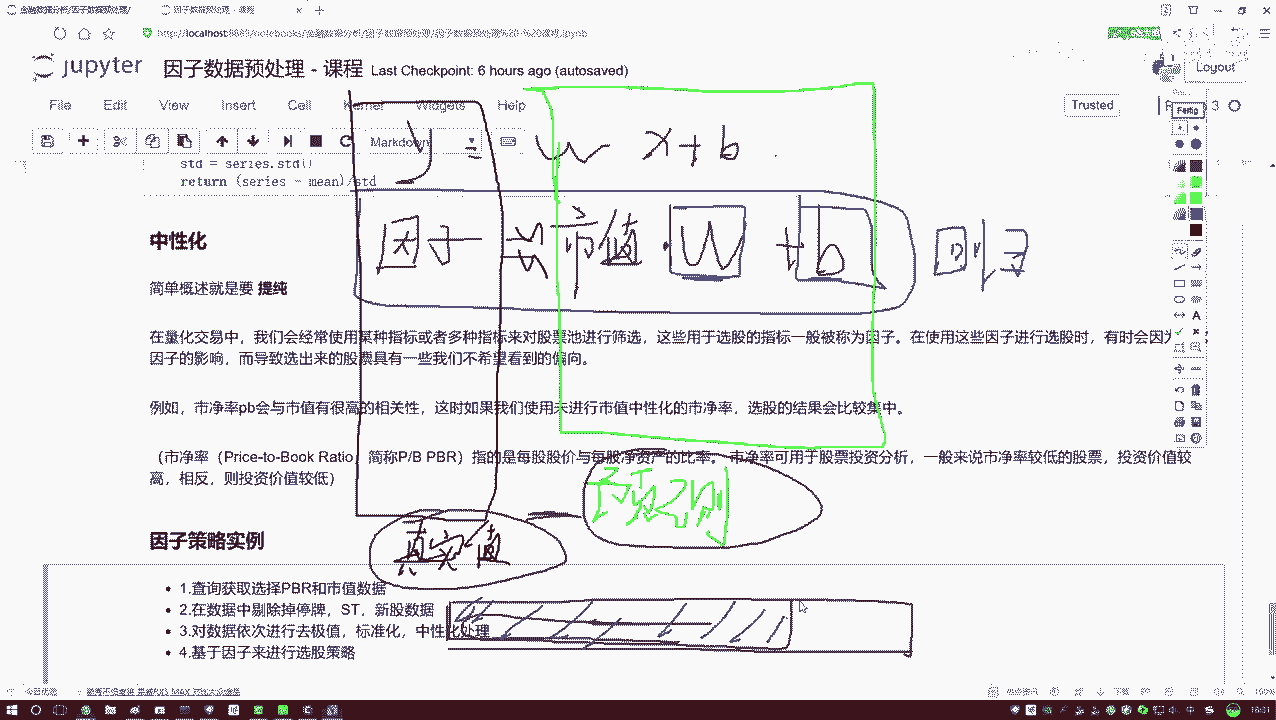 因子数据预处理 - 课程
jupyter 因子数据预处理 - 课程 Last Checkpoint: 6 hours ago (autosaved)
Logout
File Edit View Insert Cell Kernel Widgets Help
Trusted
3
Markdown
Fertig
y = w x + b
std = series.std()
return (series - mean)/std
中性化
因子 市值 · W + b 回归
简单概述就是要 提纯
在量化交易中，我们会经常使用某种指标或者多种指标来对股票池进行筛选，这些用于选股的指标一般被称为因子。在使用这些因子进行选股时，有时会因为
因子的影响，而导致选出来的股票具有一些我们不希望看到的偏向。
例如，市净率pb会与市值有很高的相关性，这时如果我们使用未进行市值中性化的市净率，选股的结果会比较集中。
（市净率（Price-to-Book Ratio，简称P/B PBR）指的是每股股价与每股净资产的比率。 市净率可用于股票投资分析，一般来说市净率较低的股票，投资价值较
高，相反，则投资价值较低）
预测
真实值
因子策略实例
1.查询获取选择PBR和市值数据
2.在数据中剔除掉停牌，ST，新股数据
3.对数据依次进行去极值，标准化，中性化处理
4.基于因子来进行选股策略